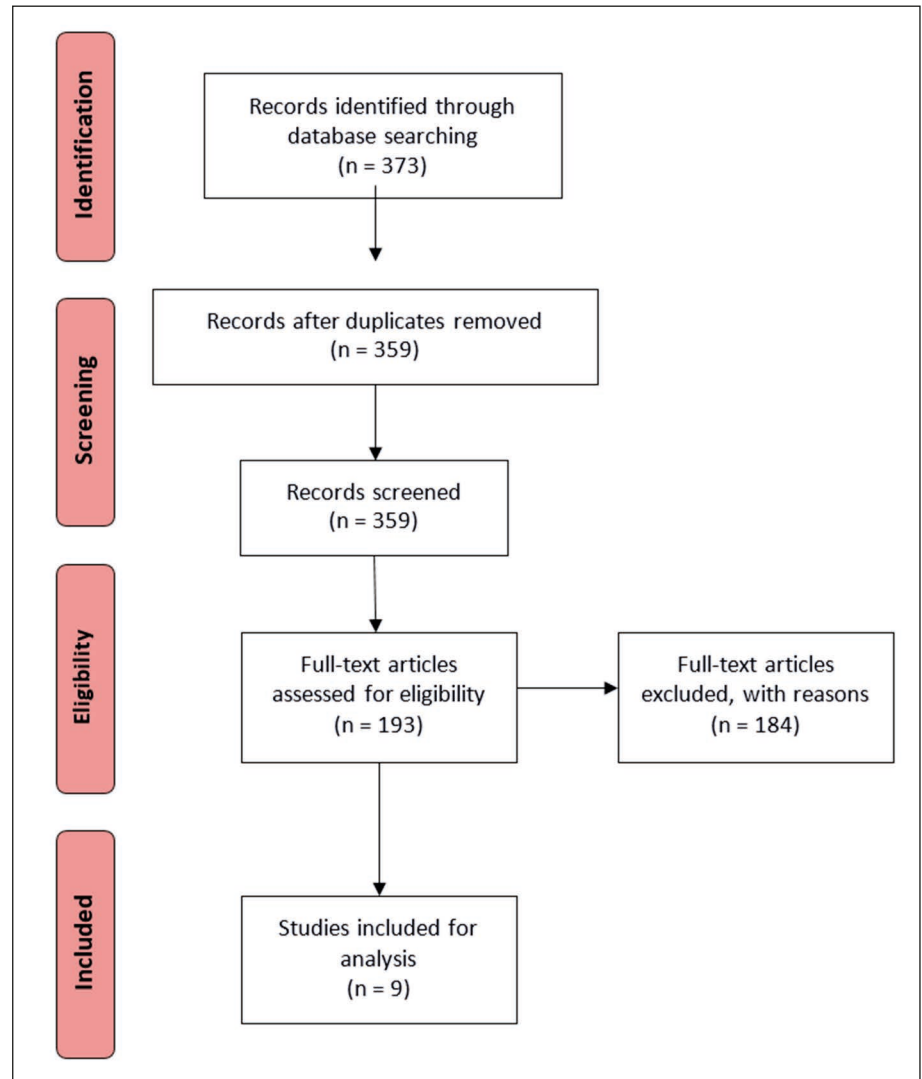 Identification
Records identified through
database searching
(n = 373)
Screening
Records after duplicates removed
(n = 359)
Records screened
(n = 359)
Eligibility
Full-text articles
assessed for eligibility
(n = 193)
Full-text articles
excluded, with reasons
(n = 184)
Included
Studies included for
analysis
(n = 9)